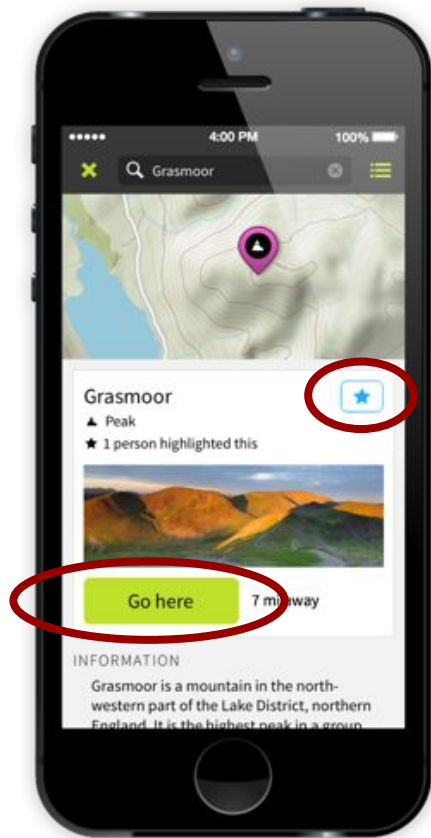 4:00 PM
100%
Grasmoor
Grasmoor
Peak
1 person highlighted this
Go here
7 mi away
INFORMATION
Grasmoor is a mountain in the north-
western part of the Lake District, northern
England. It is the highest peak in a group